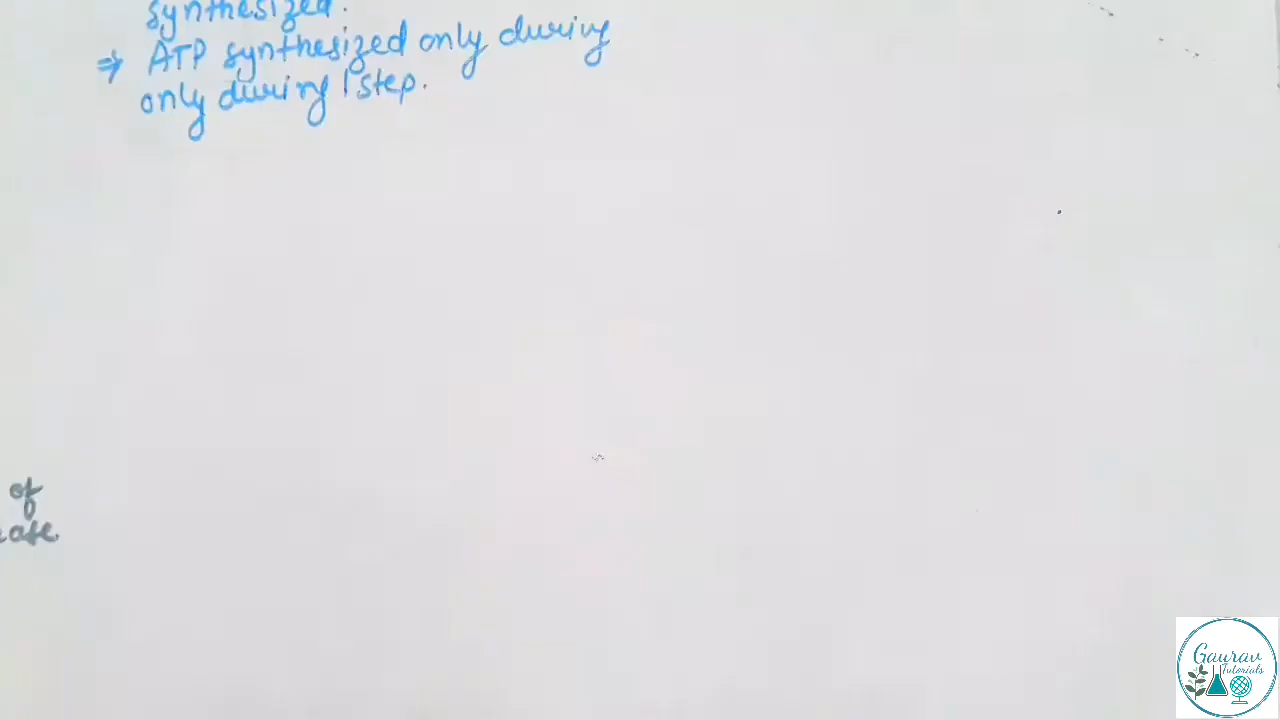 synthesized.
⇒ ATP synthesized only during
only during 1 step.
of
Gaurav
Tutorials